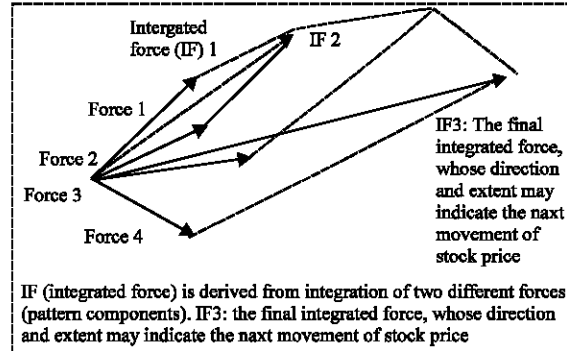 Intergated
force (IF) 1
IF 2
Force 1
Force 2
Force 3
Force 4
IF3: The final
integrated force,
whose direction
and extent may
indicate the naxt
movement of
stock price
IF (integrated force) is derived from integration of two different forces
(pattern components). IF3: the final integrated force, whose direction
and extent may indicate the naxt movement of stock price